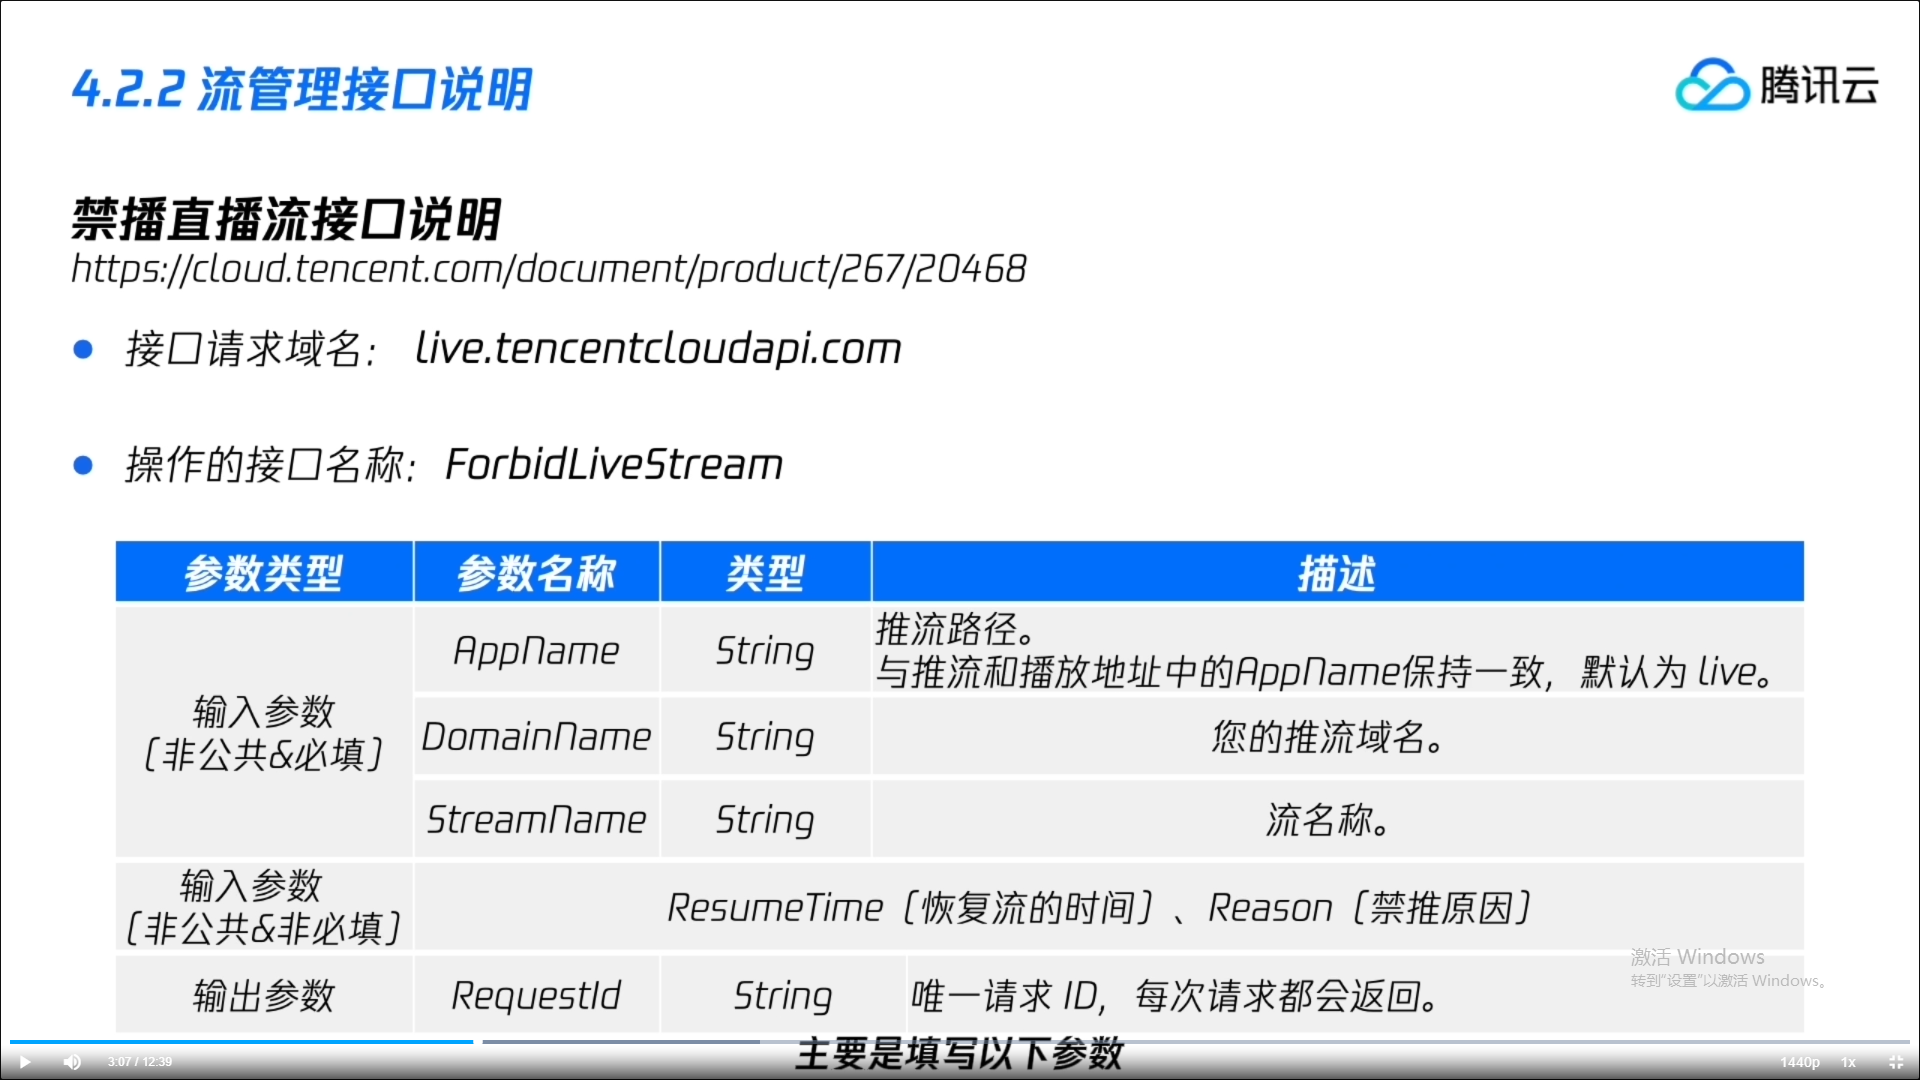 4.2.2 流管理接口说明
腾讯云
禁播直播流接口说明
https://cloud.tencent.com/document/product/267/20468
接口请求域名： live.tencentcloudapi.com
操作的接口名称：ForbidLiveStream
参数类型 参数名称 类型 描述
输入参数
（非公共&必填）
AppName String 推流路径。
与推流和播放地址中的AppName保持一致，默认为 live。
DomainName String 您的推流域名。
StreamName String 流名称。
输入参数
（非公共&非必填）
ResumeTime（恢复流的时间）、Reason（禁推原因）
输出参数 RequestId String 唯一请求 ID，每次请求都会返回。
激活 Windows
转到“设置”以激活 Windows。
主要是填写以下参数
3:07 / 12:39
1440p 1x